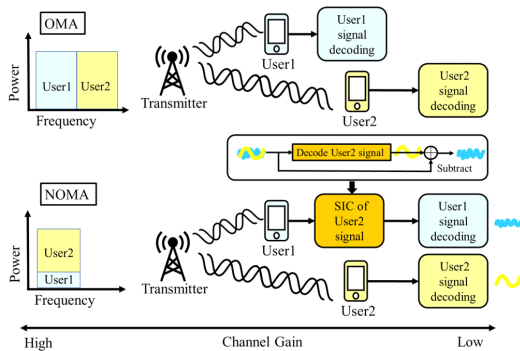 OMA
Power
User1 User2
Frequency
Transmitter
User1
User1
signal
decoding
User2
User2
signal
decoding
Decode User2 signal
Subtract
NOMA
Power
User2
User1
Frequency
Transmitter
User1
SIC of
User2
signal
User1
signal
decoding
User2
User2
signal
decoding
High Channel Gain Low